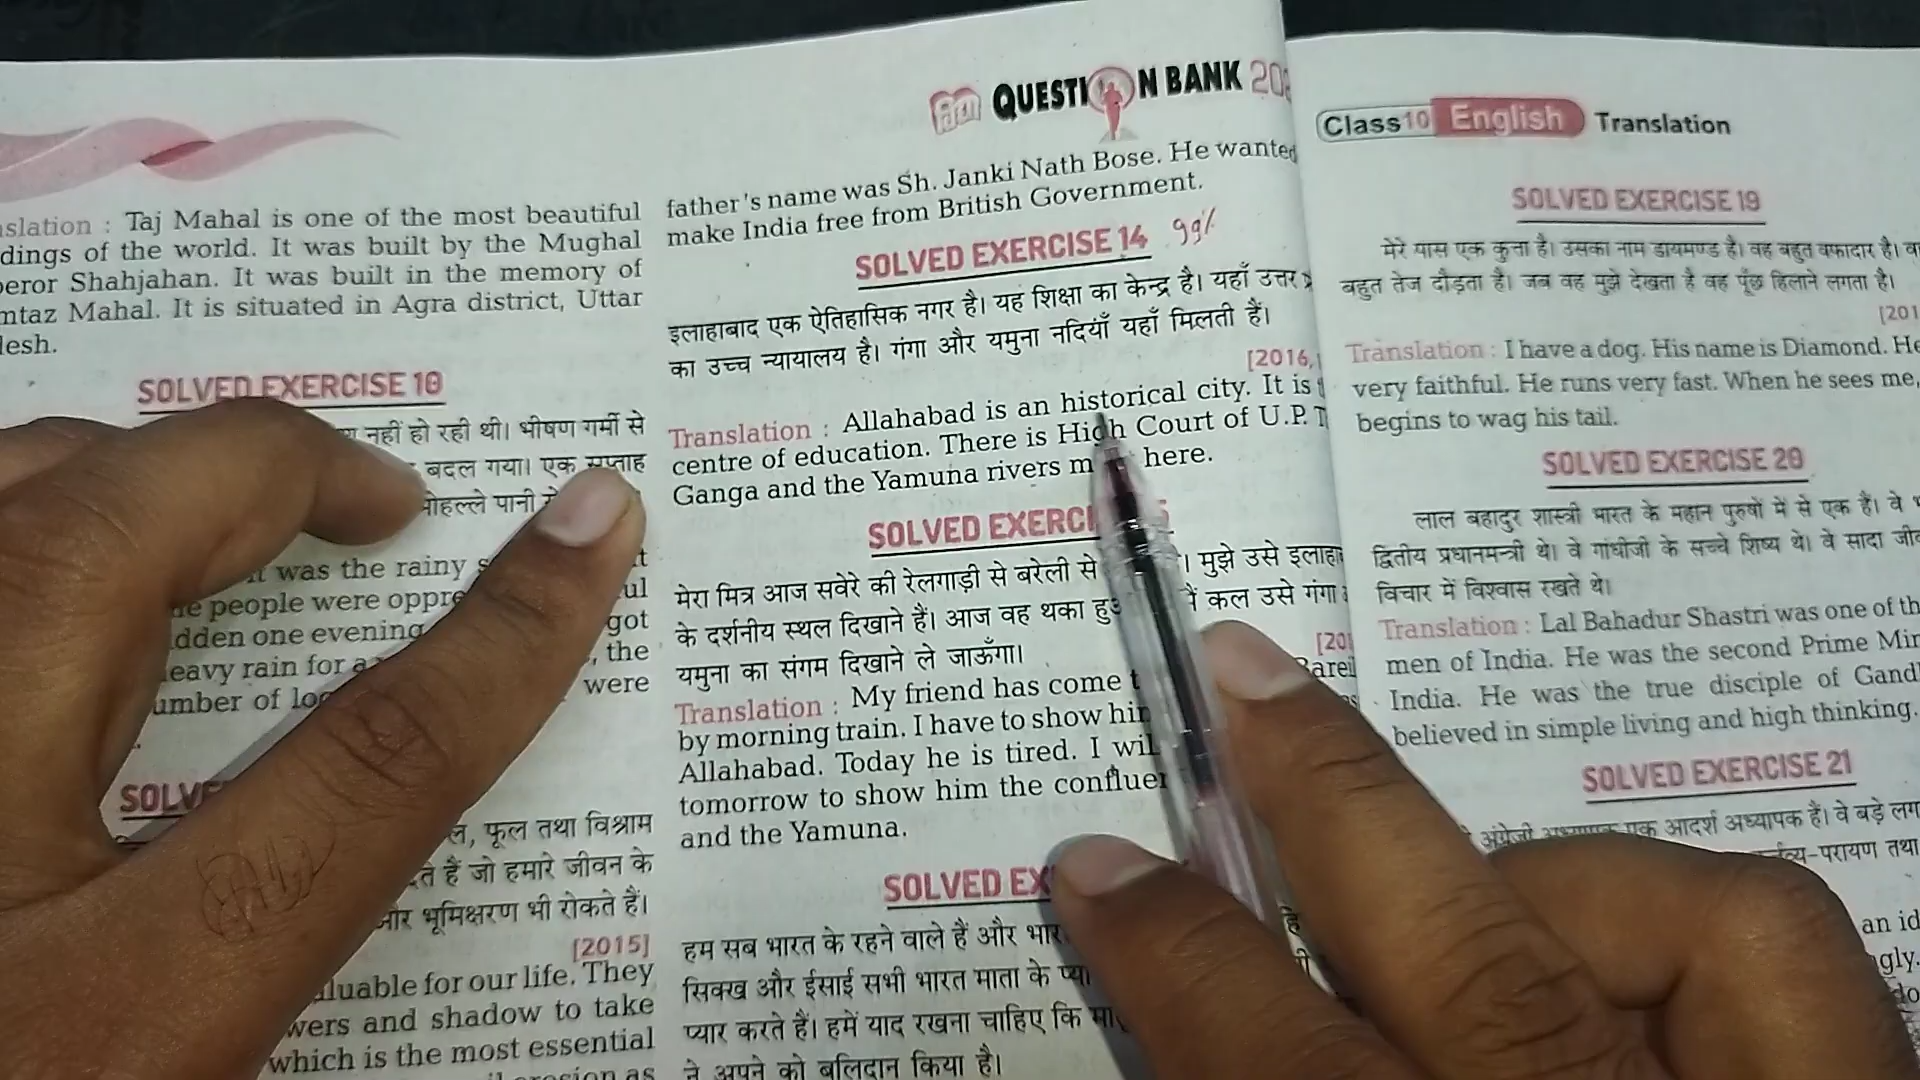 QUESTION BANK
slation : Taj Mahal is one of the most beautiful
dings of the world. It was built by the Mughal
eror Shahjahan. It was built in the memory of
mtaz Mahal. It is situated in Agra district, Uttar
desh.
SOLVED EXERCISE 10
नहीं हो रही थी। भीषण गर्मी से
बदल गया। एक सप्ताह
मोहल्ले पानी
it was the rainy
people were oppre
dden one evening got
heavy rain for a , the
umber of lo were
SOLVE
फूल तथा विश्राम
हैं जो हमारे जीवन के
और भूमिक्षरण भी रोकते हैं।
[2015]
luable for our life. They
wers and shadow to take
which is the most essential
erosion as
father's name was Sh. Janki Nath Bose. He wanted
make India free from British Government.
SOLVED EXERCISE 14 99%
इलाहाबाद एक ऐतिहासिक नगर है। यह शिक्षा का केन्द्र है। यहाँ उत्तर
का उच्च न्यायालय है। गंगा और यमुना नदियाँ यहाँ मिलती हैं।
[2016,
Translation : Allahabad is an historical city. It is
centre of education. There is High Court of U.P. T
Ganga and the Yamuna rivers here.
SOLVED EXERCI
मेरा मित्र आज सवेरे की रेलगाड़ी से बरेली से । मुझे उसे इलाहा
के दर्शनीय स्थल दिखाने हैं। आज वह थका कल उसे गंगा
यमुना का संगम दिखाने ले जाऊँगा।
[20
Translation : My friend has come Bareil
by morning train. I have to show
Allahabad. Today he is tired. I
tomorrow to show him the confluen
and the Yamuna.
SOLVED EX
हम सब भारत के रहने वाले हैं और
सिक्ख और ईसाई सभी भारत माता के
प्यार करते हैं। हमें याद रखना चाहिए कि
ने अपने को बलिदान किया है।
Class 10 English Translation
SOLVED EXERCISE 19
मेरे पास एक कुत्ता है। उसका नाम डायमण्ड है। वह बहुत वफादार है।
बहुत तेज दौड़ता है। जब वह मुझे देखता है वह पूँछ हिलाने लगता है।
[201
Translation : I have a dog. His name is Diamond. He
very faithful. He runs very fast. When he sees me,
begins to wag his tail.
SOLVED EXERCISE 20
लाल बहादुर शास्त्री भारत के महान पुरुषों में से एक हैं। वे
द्वितीय प्रधानमन्त्री थे। वे गांधीजी के सच्चे शिष्य थे। वे सादा
विचार में विश्वास रखते थे।
Translation : Lal Bahadur Shastri was one of th
men of India. He was the second Prime Min
India. He was the true disciple of Gand
believed in simple living and high thinking.
SOLVED EXERCISE 21
एक आदर्श अध्यापक हैं। वे बड़े
परायण तथा
an id
gly.